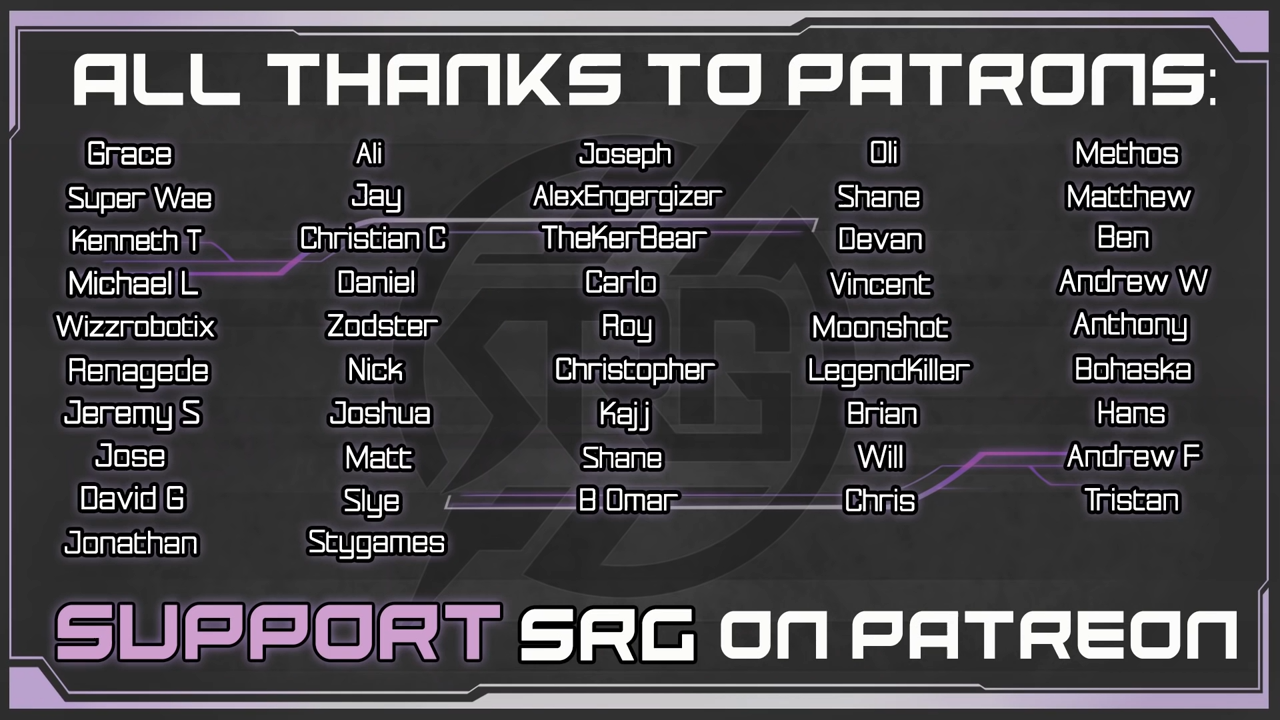 ALL THANKS TO PATRONS:
Grace Ali Joseph Oli Methos
Super Wae Jay AlexEngergizer Shane Matthew
Kenneth T Christian C TheKerBear Devan Ben
Michael L Daniel Carlo Vincent Andrew W
Wizzrobotix Zodster Roy Moonshot Anthony
Renagede Nick Christopher LegendKiller Bohaska
Jeremy S Joshua Kajj Brian Hans
Jose Matt Shane Will Andrew F
David G Slye B Omar Chris Tristan
Jonathan Stygames
SUPPORT SRG ON PATREON